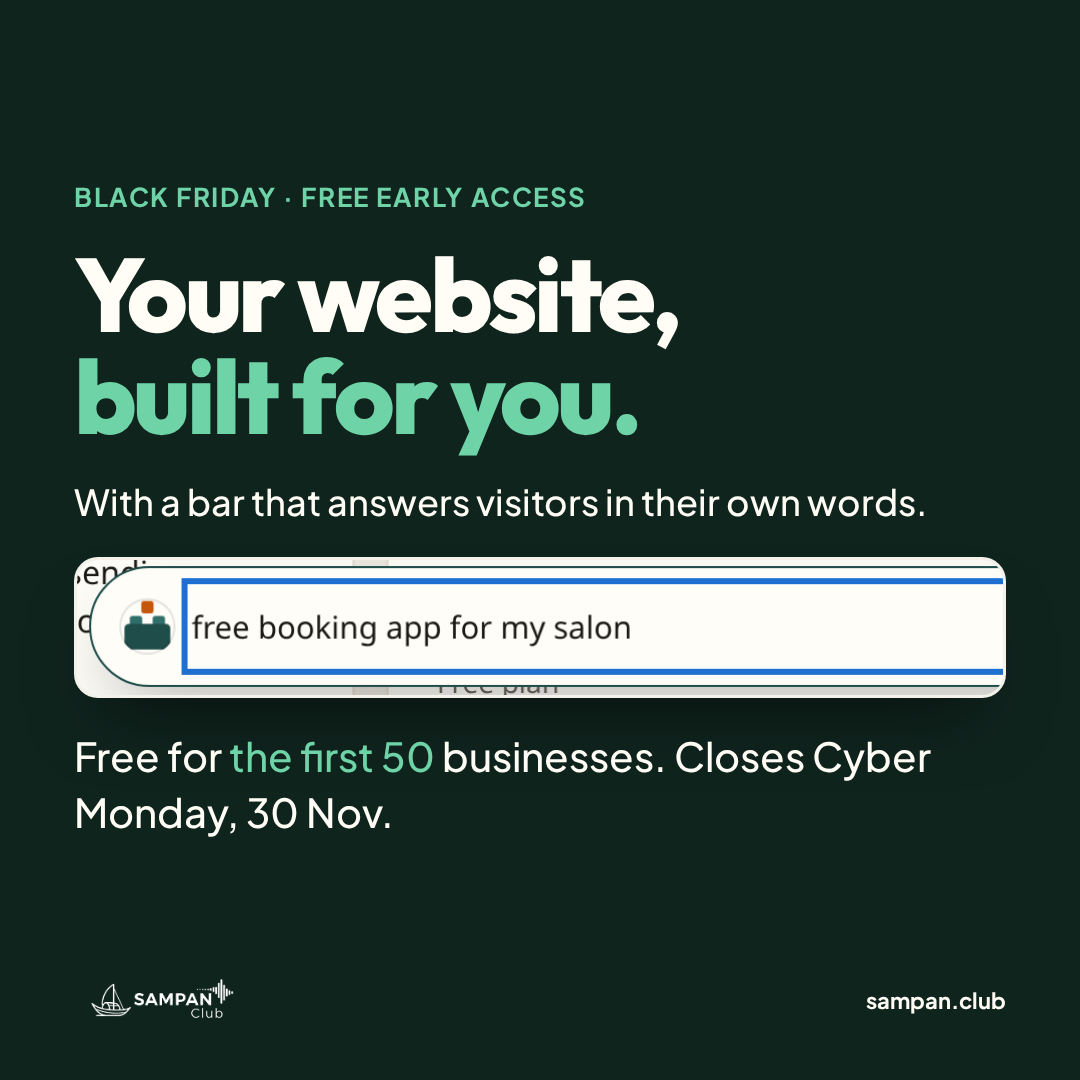 BLACK FRIDAY · FREE EARLY ACCESS
Your website,
built for you.
With a bar that answers visitors in their own words.
free booking app for my salon
Free plan
Free for the first 50 businesses. Closes Cyber
Monday, 30 Nov.
SAMPAN
Club
sampan.club